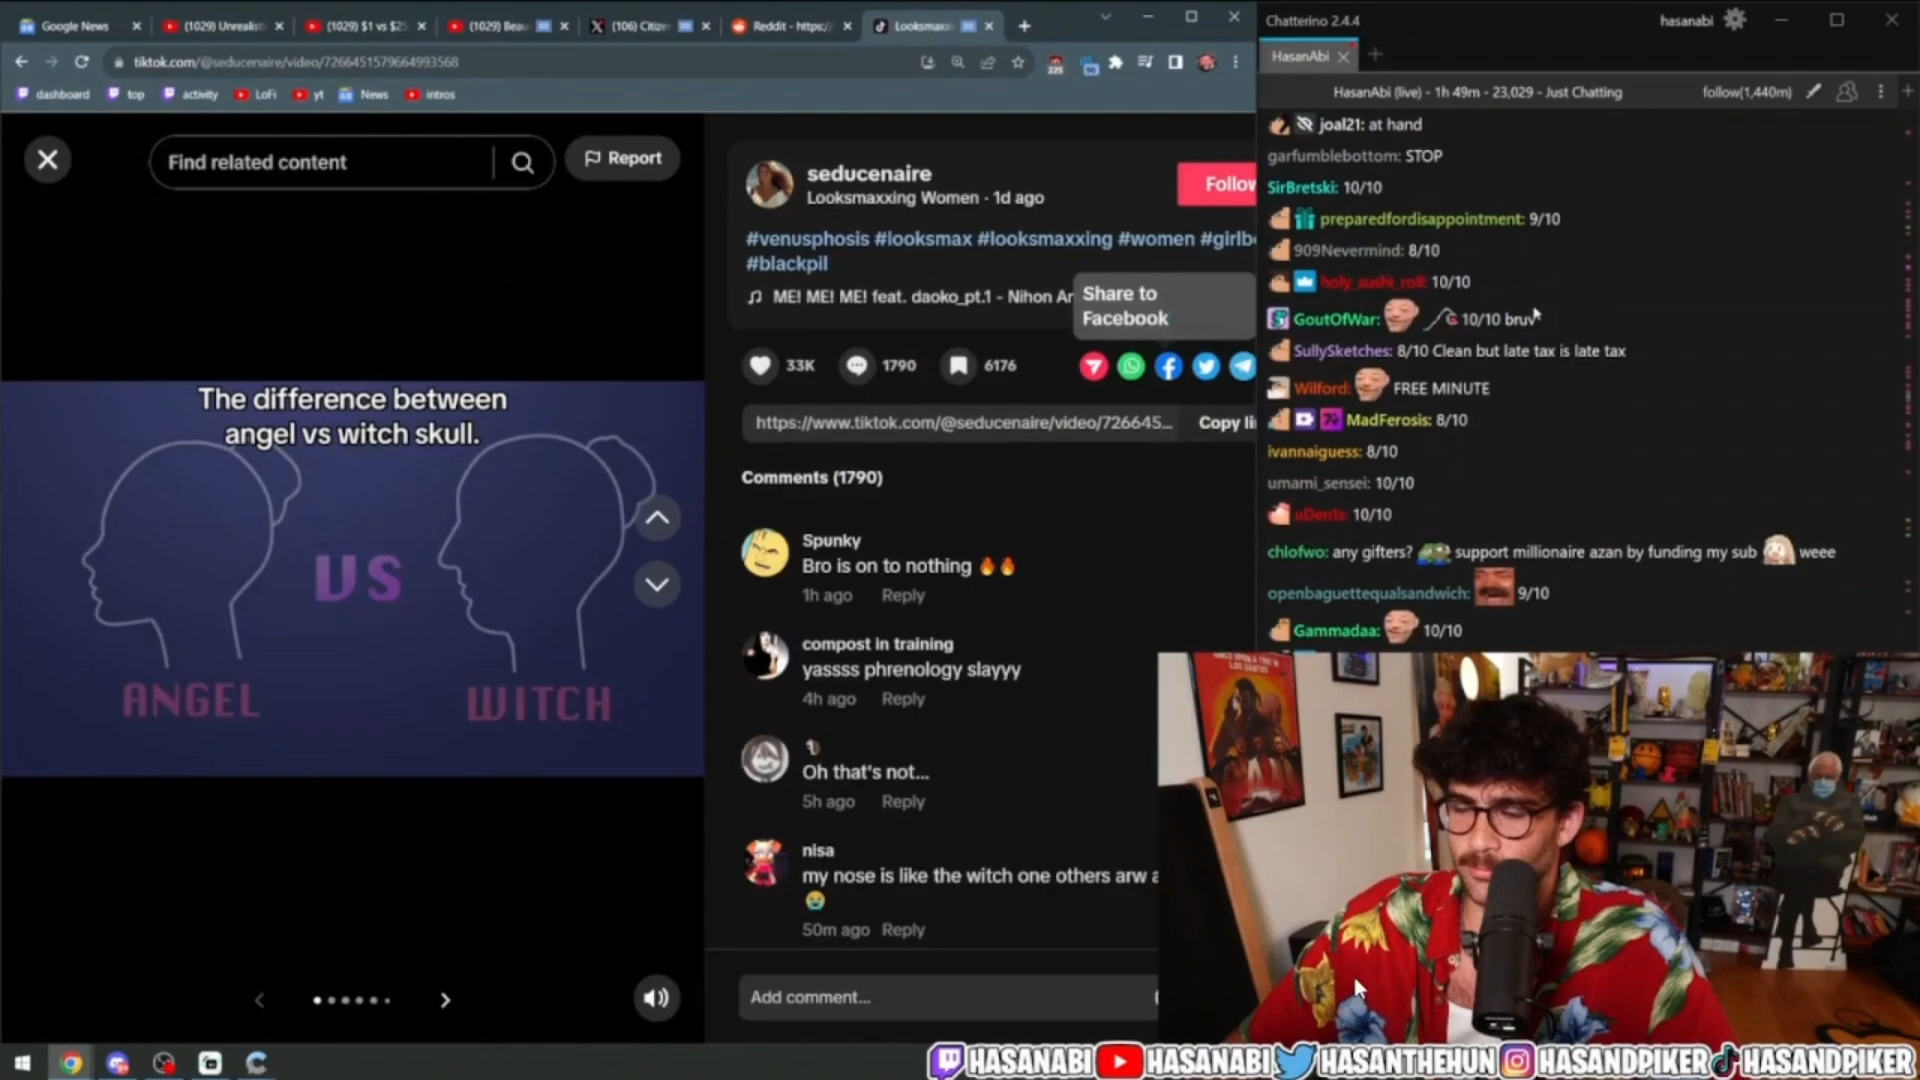 Google News
(1029) Unrealist
(1029) $1 vs $25
(1029) Beau
(106) Citize
Reddit - https:/
Looksmaxx
tiktok.com/@seducenaire/video/7266451579664993568
225
dashboard
top
activity
LoFi
yt
News
intros
Find related content
Report
The difference between
angel vs witch skull.
VS
ANGEL
WITCH
seducenaire
Looksmaxxing Women · 1d ago
Follow
#venusphosis #looksmax #looksmaxxing #women #girlb
#blackpil
ME! ME! ME! feat. daoko_pt.1 - Nihon Ar
Share to
Facebook
33K
1790
6176
https://www.tiktok.com/@seducenaire/video/726645...
Copy li
Comments (1790)
Spunky
Bro is on to nothing 🔥🔥
1h ago Reply
compost in training
yassss phrenology slayyy
4h ago Reply
Oh that's not...
5h ago Reply
nisa
my nose is like the witch one others arw a
😭
50m ago Reply
Add comment...
Chatterino 2.4.4
hasanabi
HasanAbi
HasanAbi (live) - 1h 49m - 23,029 - Just Chatting
follow(1,440m)
joal21: at hand
garfumblebottom: STOP
SirBretski: 10/10
preparedfordisappointment: 9/10
909Nevermind: 8/10
holy_sushi_roll: 10/10
GoutOfWar: 10/10 bruv
SullySketches: 8/10 Clean but late tax is late tax
Wilford: FREE MINUTE
MadFerosis: 8/10
ivannaiguess: 8/10
umami_sensei: 10/10
uDen1s: 10/10
chlofwo: any gifters? support millionaire azan by funding my sub weee
openbaguettequalsandwich: 9/10
Gammadaa: 10/10
LOS SANTOS
HASANABI
HASANABI
HASANTHEHUN
HASANDPIKER
HASANDPIKER